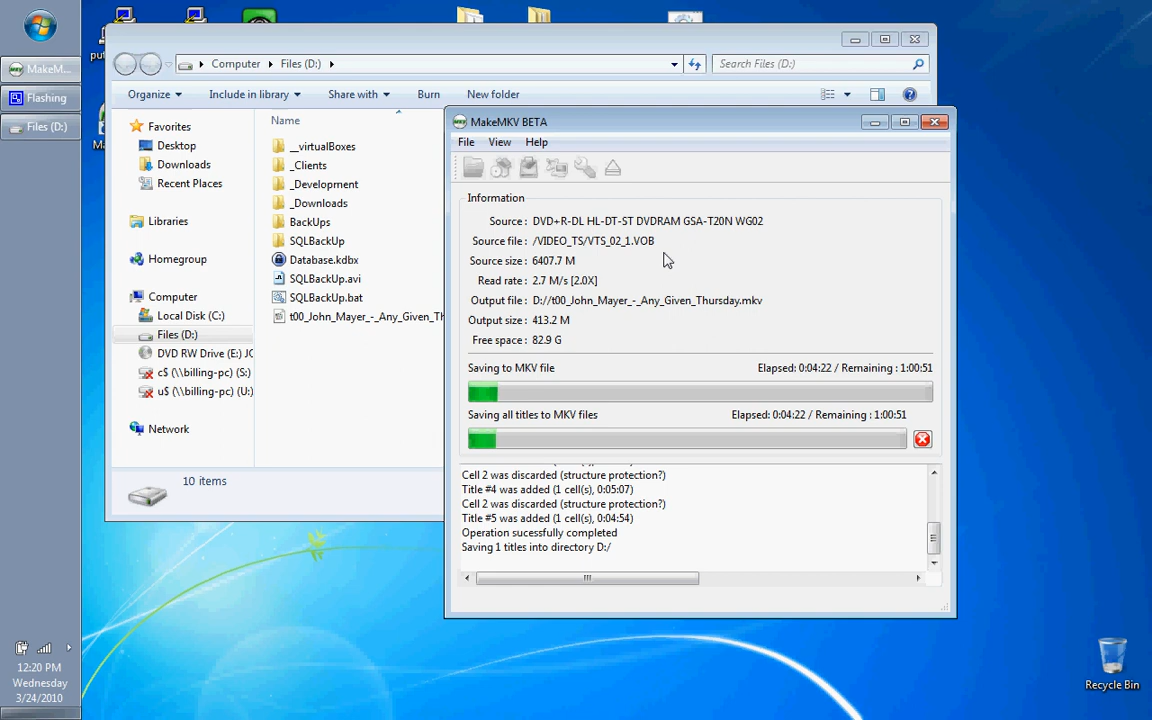 MakeM...
Flashing
Files (D:)
12:20 PM
Wednesday
3/24/2010
Computer
Files (D:)
Search Files (D:)
Organize
Include in library
Share with
Burn
New folder
Favorites
Desktop
Downloads
Recent Places
Libraries
Homegroup
Computer
Local Disk (C:)
Files (D:)
DVD RW Drive (E:) JC
c$ (\\billing-pc) (S:)
u$ (\\billing-pc) (U:)
Network
Name
__virtualBoxes
_Clients
_Development
_Downloads
BackUps
SQLBackUp
Database.kdbx
SQLBackUp.avi
SQLBackUp.bat
t00_John_Mayer_-_Any_Given_Th
10 items
MakeMKV BETA
File View Help
Information
Source : DVD+R-DL HL-DT-ST DVDRAM GSA-T20N WG02
Source file : /VIDEO_TS/VTS_02_1.VOB
Source size : 6407.7 M
Read rate : 2.7 M/s [2.0X]
Output file : D://t00_John_Mayer_-_Any_Given_Thursday.mkv
Output size : 413.2 M
Free space : 82.9 G
Saving to MKV file Elapsed: 0:04:22 / Remaining : 1:00:51
Saving all titles to MKV files Elapsed: 0:04:22 / Remaining : 1:00:51
Cell 2 was discarded (structure protection?)
Title #4 was added (1 cell(s), 0:05:07)
Cell 2 was discarded (structure protection?)
Title #5 was added (1 cell(s), 0:04:54)
Operation sucessfully completed
Saving 1 titles into directory D:/
Recycle Bin